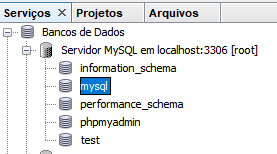 Serviços × Projetos Arquivos
Bancos de Dados
Servidor MySQL em localhost:3306 [root]
information_schema
mysql
performance_schema
phpmyadmin
test